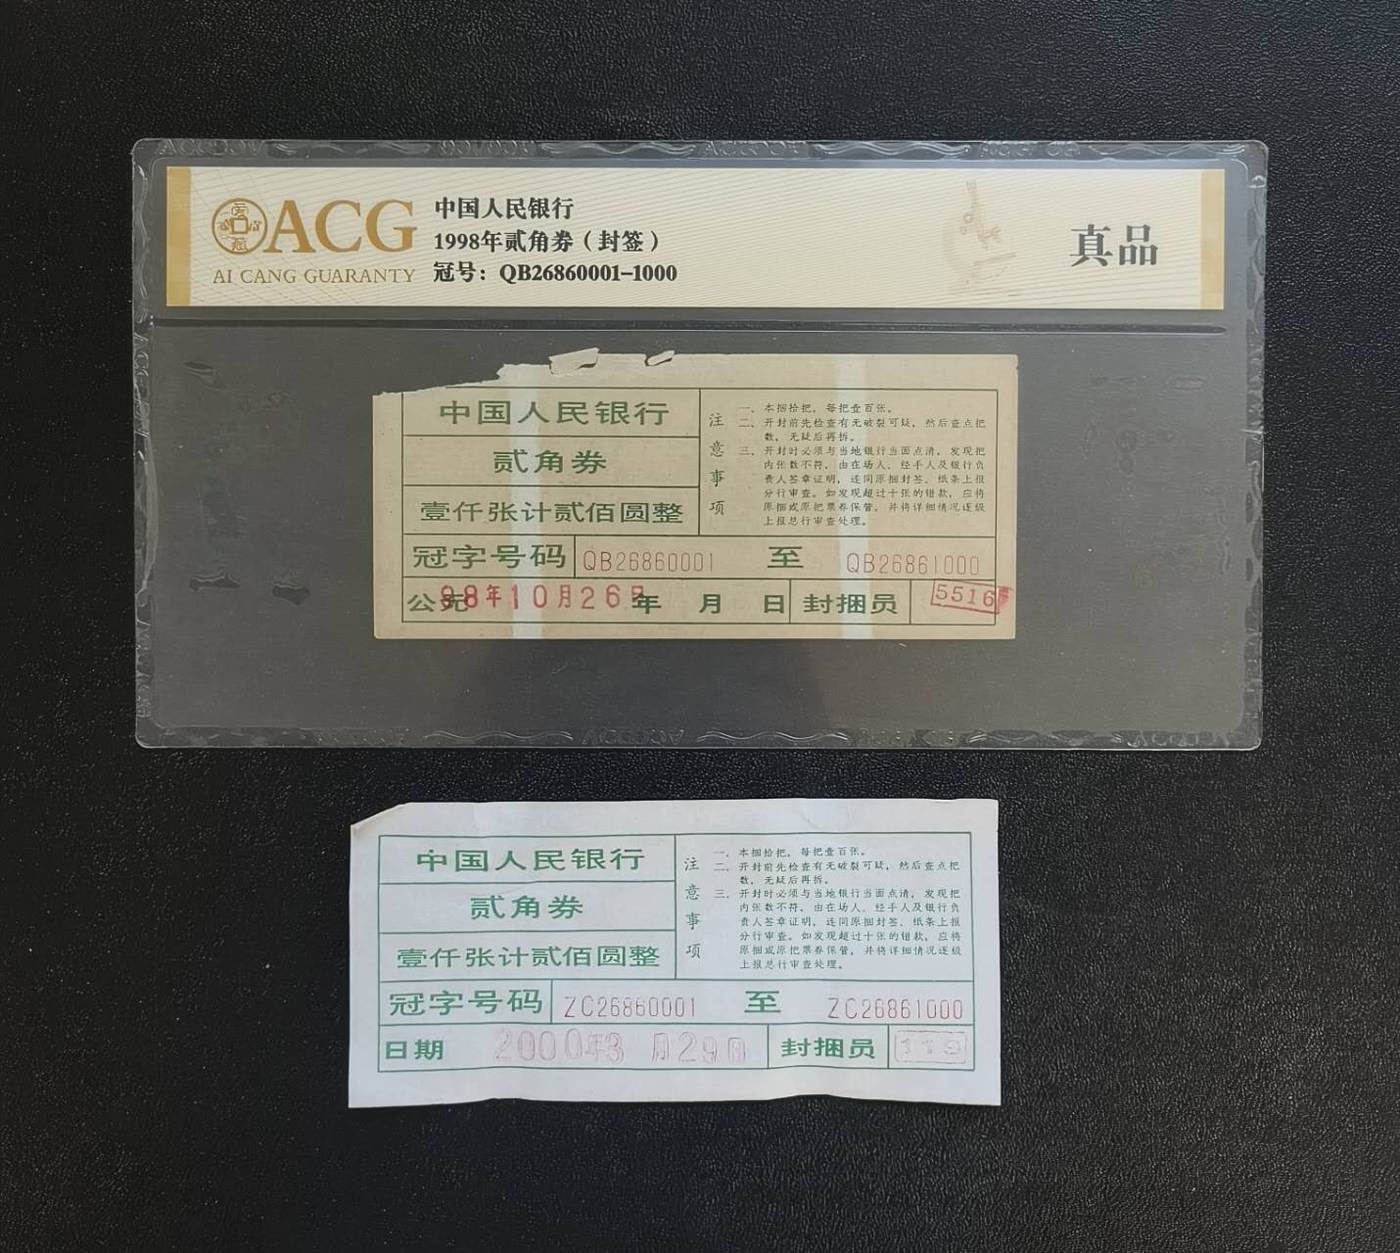 ACG
AI CANG GUARANTY
中国人民银行
1998年贰角券（封签）
冠号：QB26860001-1000
真品
中国人民银行
贰角券
壹仟张计贰佰圆整
注意事项
一、本捆拾把，每把壹百张。
二、开封前先检查有无破裂可疑，然后查点把
数，无疑后再拆。
三、开封时必须与当地银行当面点清，发现把
内张数不符，由在场人、经手人及银行负
责人签章证明，连同原捆封签、纸条上报
分行审查。如发现超过十张的错款，应将
原捆或原把票券保管，并将详细情况逐级
上报总行审查处理。
冠字号码 QB26860001 至 QB26861000
公元 98年10月26日 年 月 日 封捆员 5516
中国人民银行
贰角券
壹仟张计贰佰圆整
注意事项
一、本捆拾把，每把壹百张。
二、开封前先检查有无破裂可疑，然后查点把
数，无疑后再拆。
三、开封时必须与当地银行当面点清，发现把
内张数不符，由在场人、经手人及银行负
责人签章证明，连同原捆封签、纸条上报
分行审查。如发现超过十张的错款，应将
原捆或原把票券保管，并将详细情况逐级
上报总行审查处理。
冠字号码 ZC26860001 至 ZC26861000
日期 2000年3月29日 封捆员 119